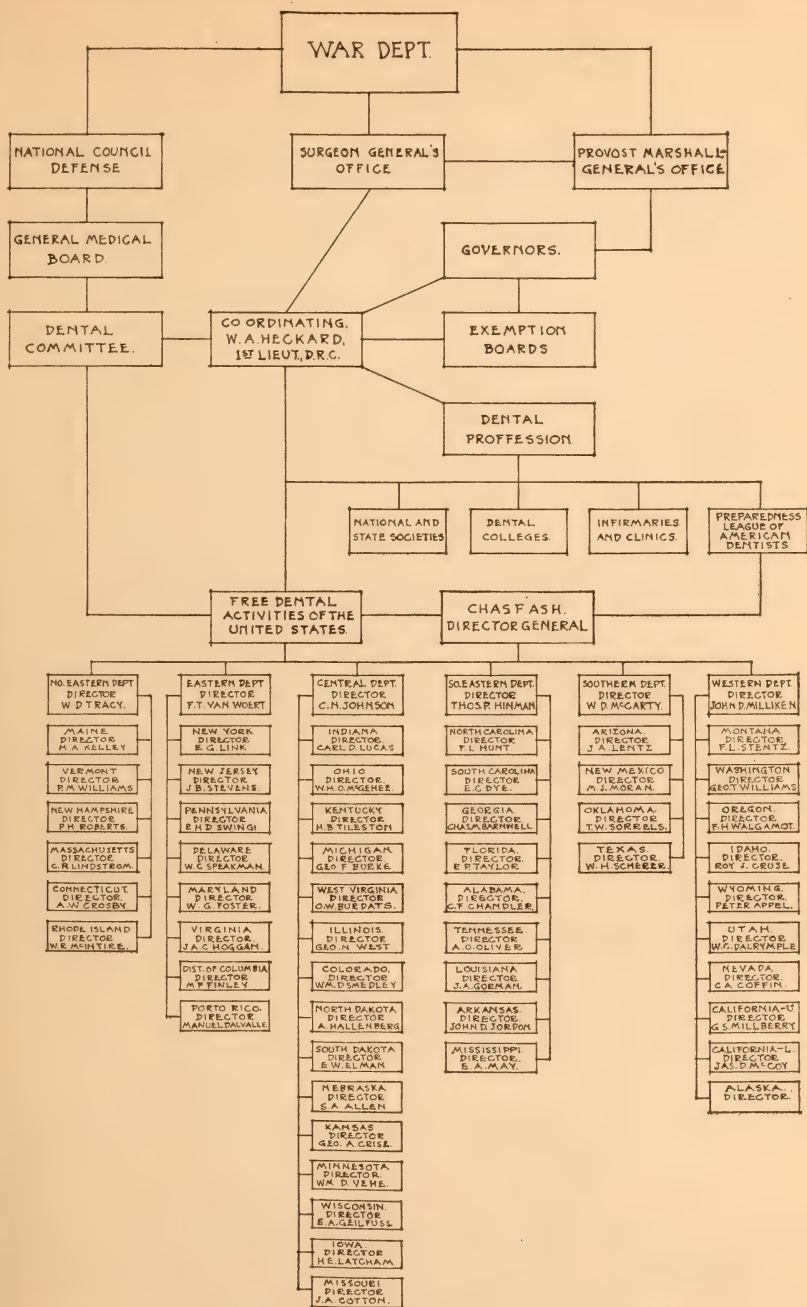 WAR DEPT.
NATIONAL COUNCIL
DEFENSE
SURGEON GENERAL'S
OFFICE
PROVOST MARSHALL-
GENERAL'S OFFICE
GENERAL MEDICAL
BOARD.
GOVERNORS.
DENTAL
COMMITTEE.
COORDINATING.
W.A. HECKARD,
1ST LIEUT., D.R.C.
EXEMPTION
BOARDS
DENTAL
PROFFESSION.
NATIONAL AND
STATE SOCIETIES
DENTAL
COLLEGES.
INFIRMARIES
AND CLINICS.
PREPAREDNESS
LEAGUE OF
AMERICAN
DENTISTS
FREE DENTAL
ACTIVITIES OF THE
UNITED STATES.
CHAS F ASH.
DIRECTOR GENERAL
NO. EASTERN DEPT
DIRECTOR
W D TRACY.
MAINE
DIRECTOR
H A KELLEY
VERMONT
DIRECTOR
P. M WILLIAMS
NEW HAMPSHIRE
DIRECTOR
P H. ROBERTS.
MASSACHUSETTS
DIRECTOR
C. R LINDSTROM.
CONNECTICUT.
DIRECTOR.
A. W CROSBY
RHODE ISLAND
DIRECTOR
W. R McINTIRE.
EASTERN DEPT
DIRECTOR
F. T. VAN WOERT
NEW YORK.
DIRECTOR
E. G. LINK
NEW JERSEY
DIRECTOR
J. B. STEVENS.
PENNSYLVANIA
DIRECTOR
R H D SWING
DELAWARE
DIRECTOR
W. C SPEAKMAN.
MARYLAND
DIRECTOR
W. G. FOSTER.
VIRGINIA
DIRECTOR
J A. C HOGGAN.
DIST. OF COLUMBIA
DIRECTOR
M F FINLEY
PORTO RICO.
DIRECTOR
MANUEL DALVALLE
CENTRAL DEPT.
DIRECTOR
C. N. JOHNSON
INDIANA
DIRECTOR.
CARL D. LUCAS
OHIO
DIRECTOR.
W. H. O. McGEHEE.
KENTUCKY
DIRECTOR.
H. B TILESTON
MICHIGAN
DIRECTOR
GEO F BURKE
WEST VIRGINIA
DIRECTOR
O. W. BURDATS.
ILLINOIS.
DIRECTOR
GEO. N WEST
COLORADO.
DIRECTOR
WM. D SMEDLEY
NORTH DAKOTA
DIRECTOR
A. HALLENBERG
SOUTH DAKOTA
DIRECTOR
E W. ELMAN
NEBRASKA
DIRECTOR
S. A ALLEN
KANSAS
DIRECTOR
GEO. A. CRISE.
MINNESOTA
DIRECTOR.
WM. D. VEHE.
WISCONSIN.
DIRECTOR
E. A. GEILFUSS.
IOWA.
DIRECTOR
H E. LATCHAM.
MISSOURI
DIRECTOR
J. A. COTTON.
SO. EASTERN DEPT.
DIRECTOR
THOS. P. HINMAN.
NORTH CAROLINA
DIRECTOR
F. L HUNT
SOUTH CAROLINA
DIRECTOR
E. C DYE.
GEORGIA.
DIRECTOR
CHAS. M. BARNWELL
FLORIDA.
DIRECTOR.
R P. TAYLOR
ALABAMA.
DIRECTOR.
C. F CHANDLER.
TENNESSEE.
DIRECTOR
A. O. OLIVER
LOUISIANA
DIRECTOR
J. A. GORMAN.
ARKANSAS.
DIRECTOR
JOHN D. JORDON
MISSISSIPPI.
DIRECTOR
E. A. MAY.
SOUTHERN DEPT.
DIRECTOR
W D. McCARTY.
ARIZONA.
DIRECTOR
J A. LENTZ
NEW MEXICO
DIRECTOR
M. J. MORAN.
OKLAHOMA.
DIRECTOR
T. W. SORRELS.
TEXAS.
DIRECTOR
W. H. SCHERER.
WESTERN DEPT.
DIRECTOR
JOHN D. MILLIKEN
MONTANA
DIRECTOR
F. L. STENTZ.
WASHINGTON
DIRECTOR
GEO. T WILLIAMS
OREGON.
DIRECTOR
F. H WALGAMOT.
IDAHO.
DIRECTOR
ROY J. CRUSE
WYOMING.
DIRECTOR.
PETER APPEL.
UTAH.
DIRECTOR
W. G. DALRYMPLE
NEVADA.
DIRECTOR
C. A COFFIN.
CALIFORNIA-U.
DIRECTOR
G. S. MILLBERRY
CALIFORNIA-L.
DIRECTOR
JAS. D. McCOY
ALASKA.
DIRECTOR.